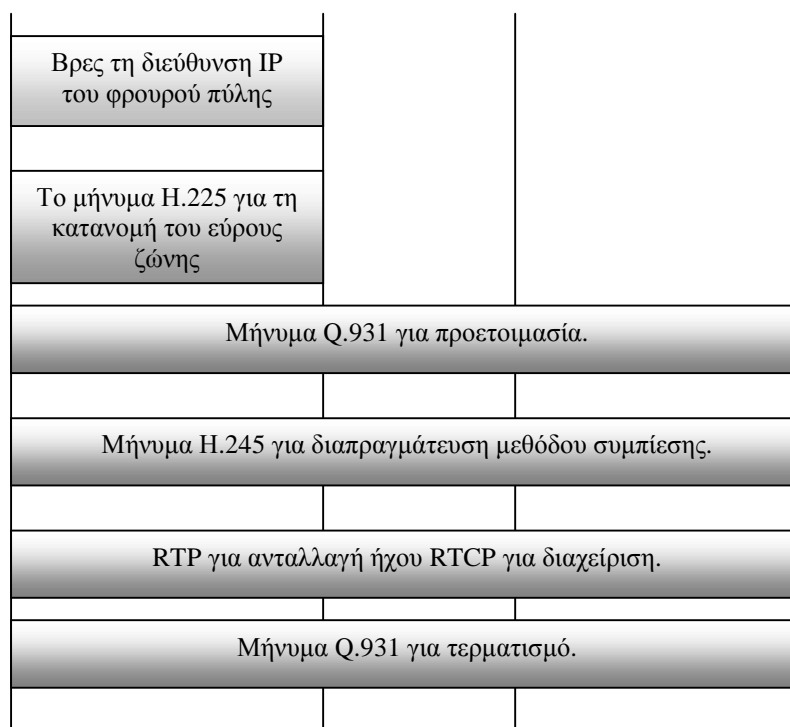 Βρες τη διεύθυνση IP
του φρουρού πύλης
Το μήνυμα H.225 για τη
κατανομή του εύρους
ζώνης
Μήνυμα Q.931 για προετοιμασία.
Μήνυμα H.245 για διαπραγμάτευση μεθόδου συμπίεσης.
RTP για ανταλλαγή ήχου RTCP για διαχείριση.
Μήνυμα Q.931 για τερματισμό.